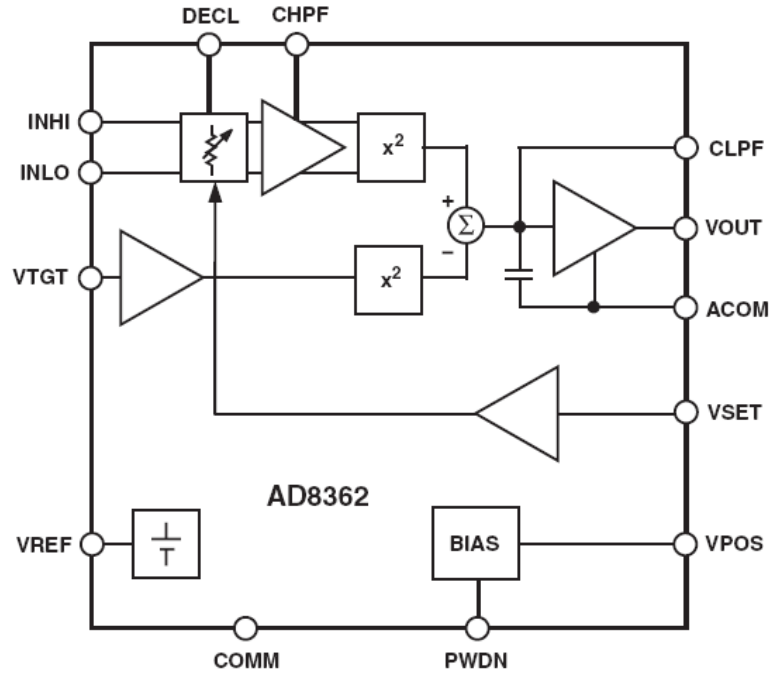 DECL CHPF
INHI
INLO
x²
CLPF
+
Σ
−
VOUT
VTGT
x²
ACOM
VSET
AD8362
VREF
BIAS
VPOS
COMM
PWDN